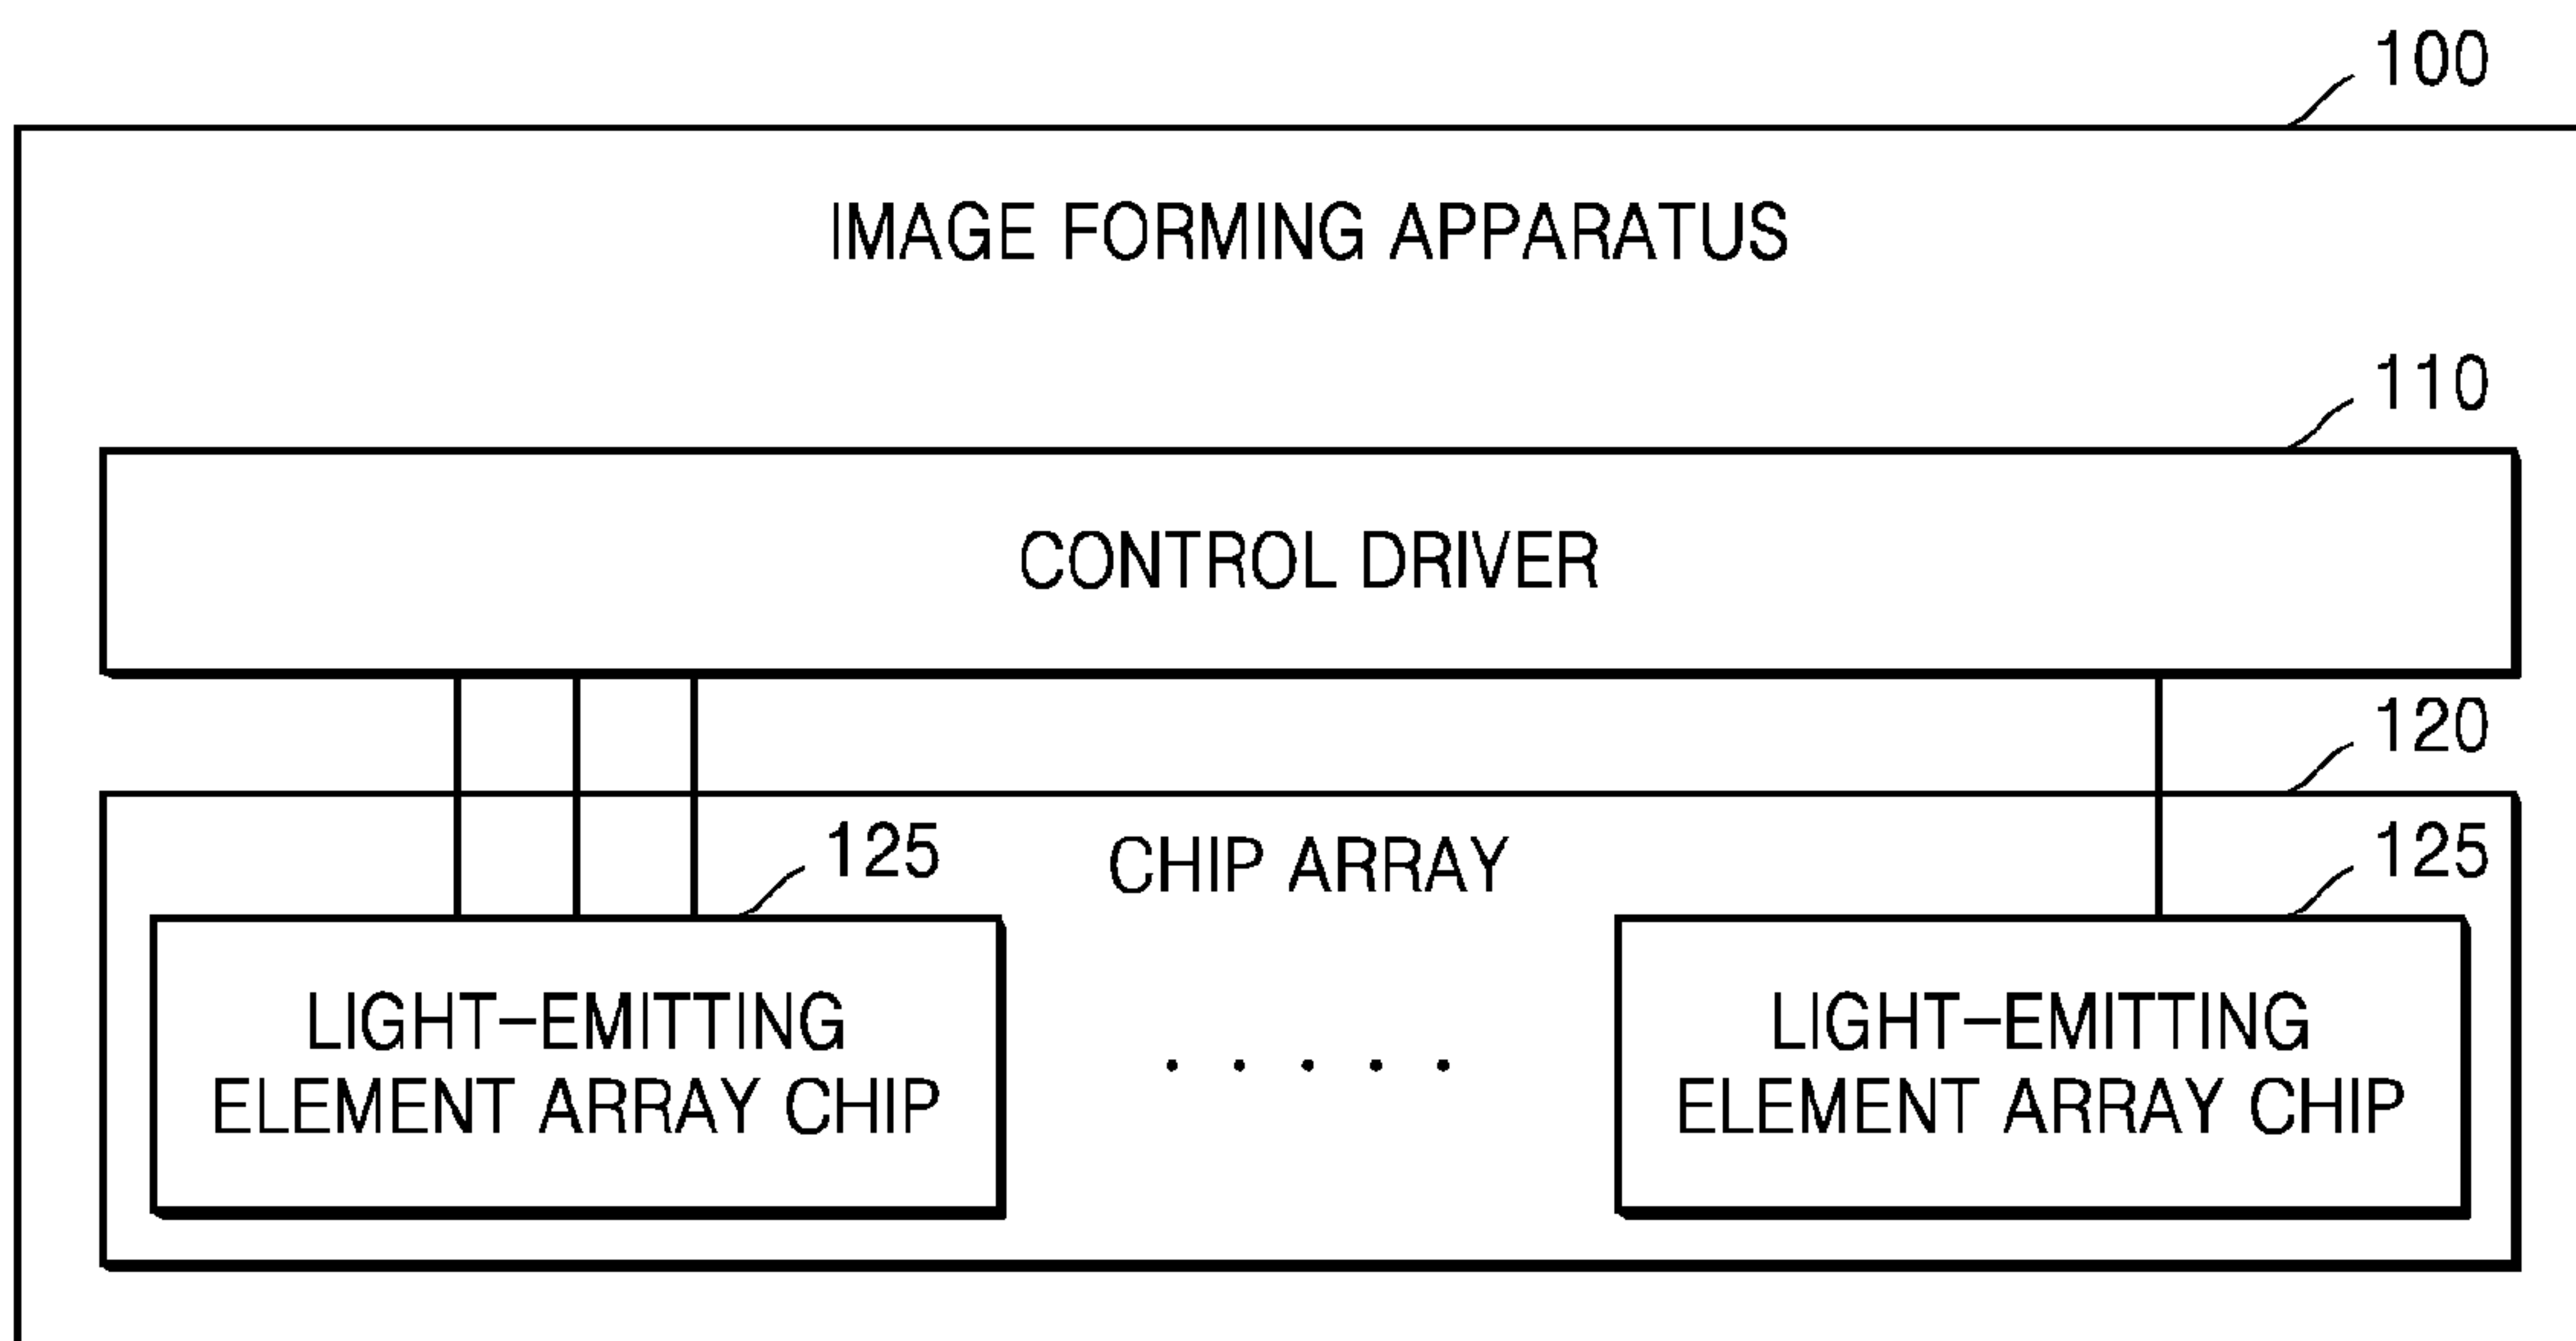 100
IMAGE FORMING APPARATUS
110
CONTROL DRIVER
120
CHIP ARRAY
125
125
LIGHT-EMITTING
ELEMENT ARRAY CHIP
. . . . .
LIGHT-EMITTING
ELEMENT ARRAY CHIP